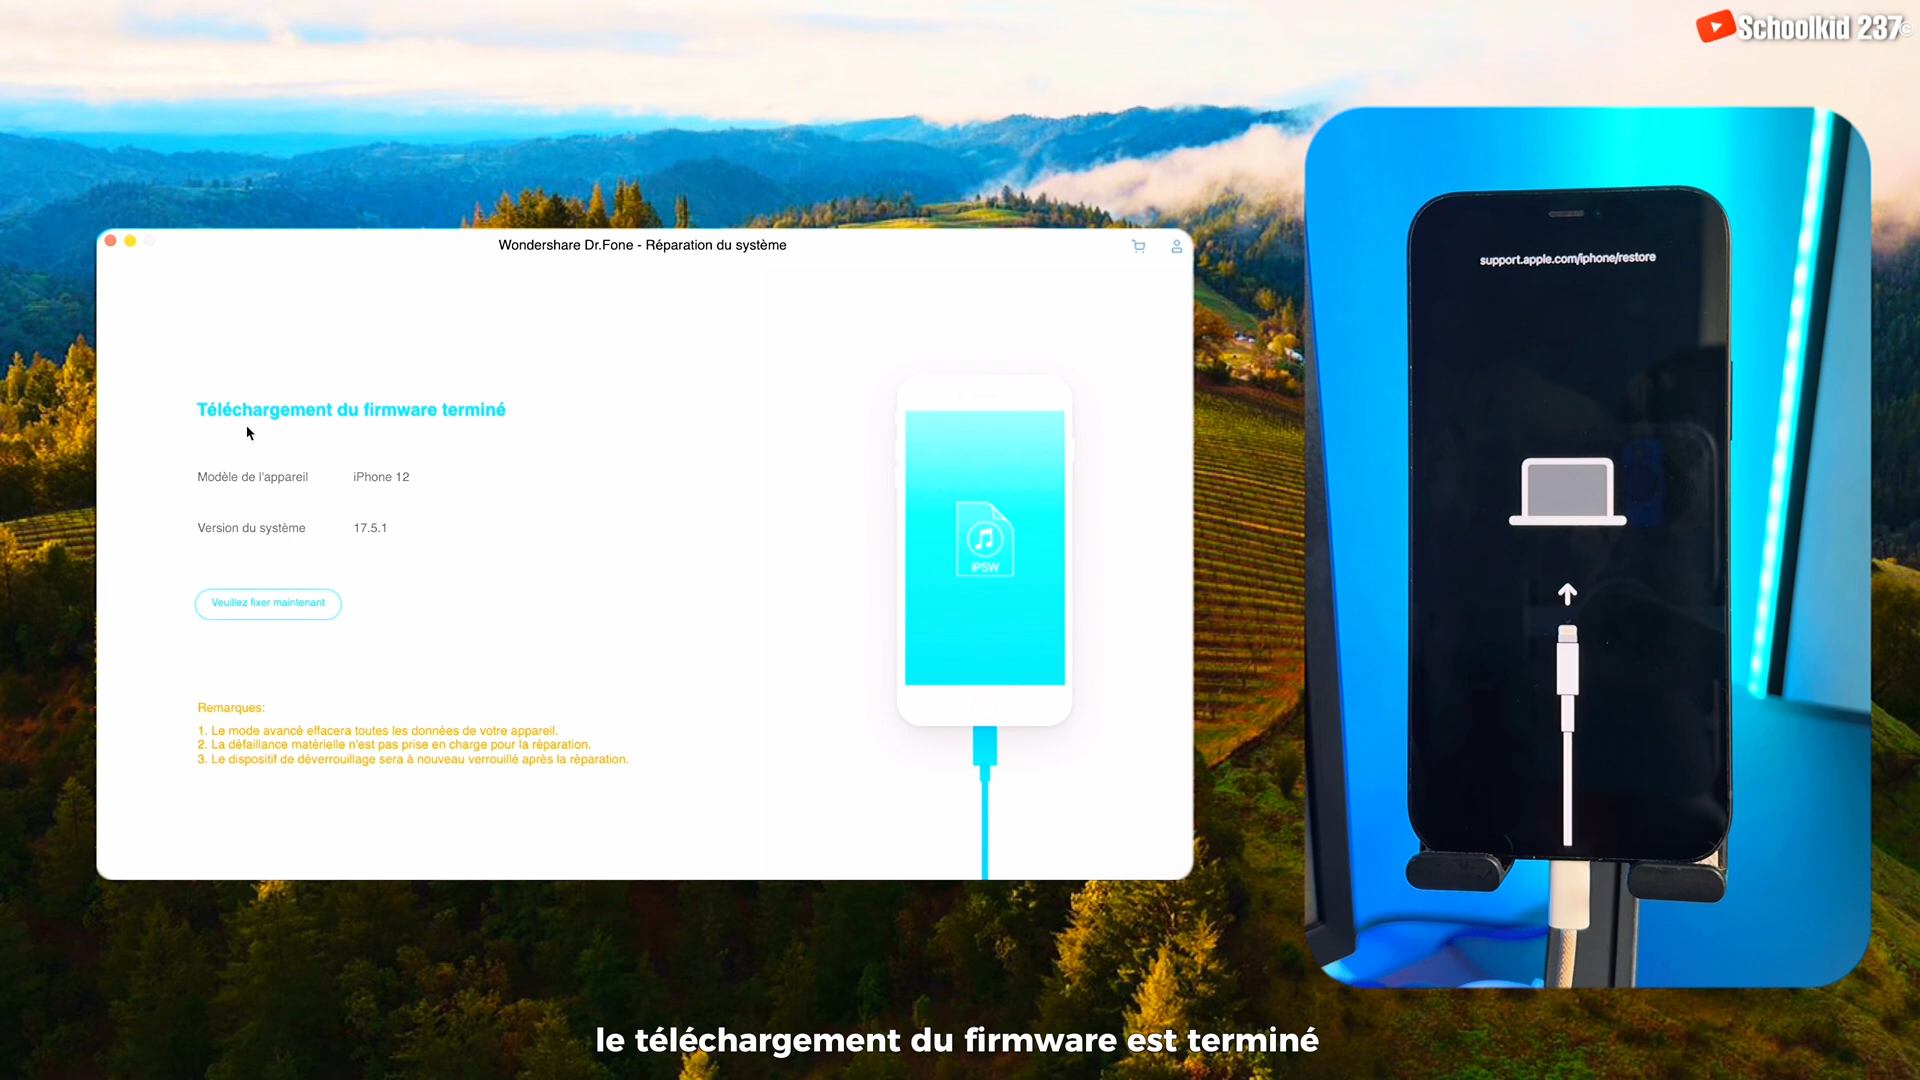 Schoolkid 237©
Wondershare Dr.Fone - Réparation du système
support.apple.com/iphone/restore
Téléchargement du firmware terminé
Modèle de l'appareil iPhone 12
Version du système 17.5.1
IPSW
Veuillez fixer maintenant
Remarques:
1. Le mode avancé effacera toutes les données de votre appareil.
2. La défaillance matérielle n'est pas prise en charge pour la réparation.
3. Le dispositif de déverrouillage sera à nouveau verrouillé après la réparation.
le téléchargement du firmware est terminé